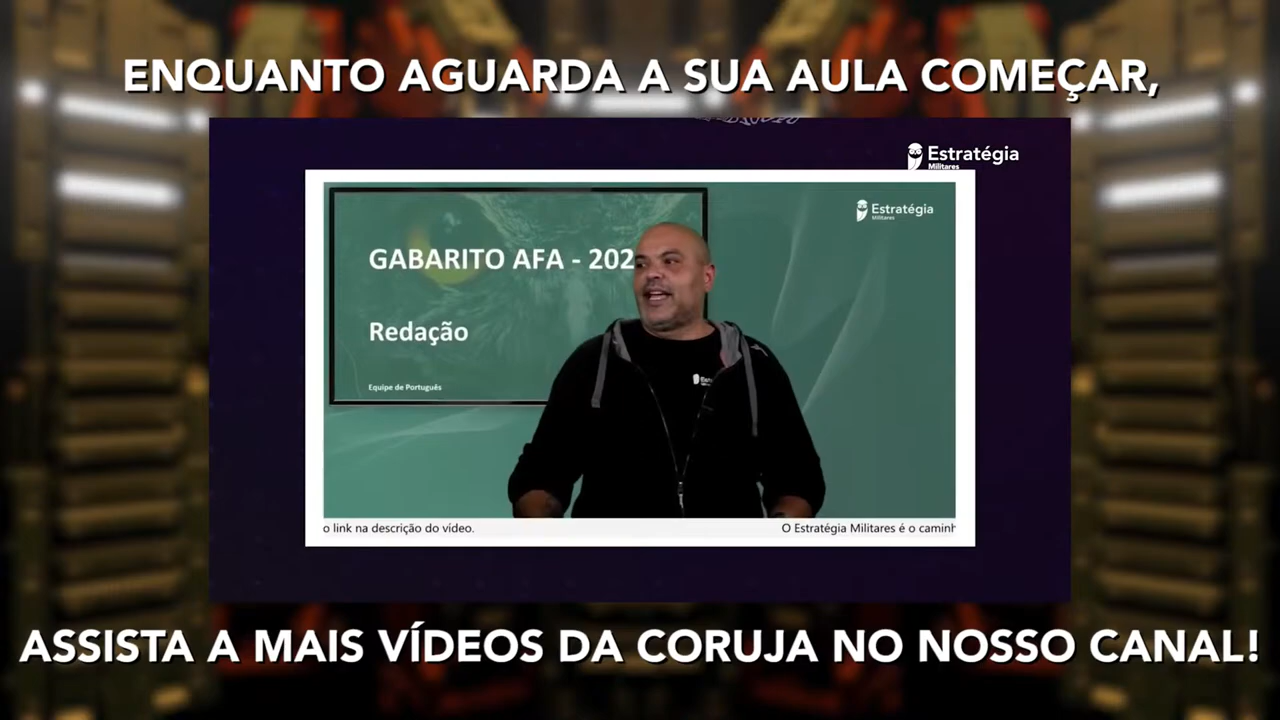 ENQUANTO AGUARDA A SUA AULA COMEÇAR,
Estratégia
Militares
Estratégia
Militares
GABARITO AFA - 202
Redação
Equipe de Português
o link na descrição do vídeo.
O Estratégia Militares é o caminh
ASSISTA A MAIS VÍDEOS DA CORUJA NO NOSSO CANAL!